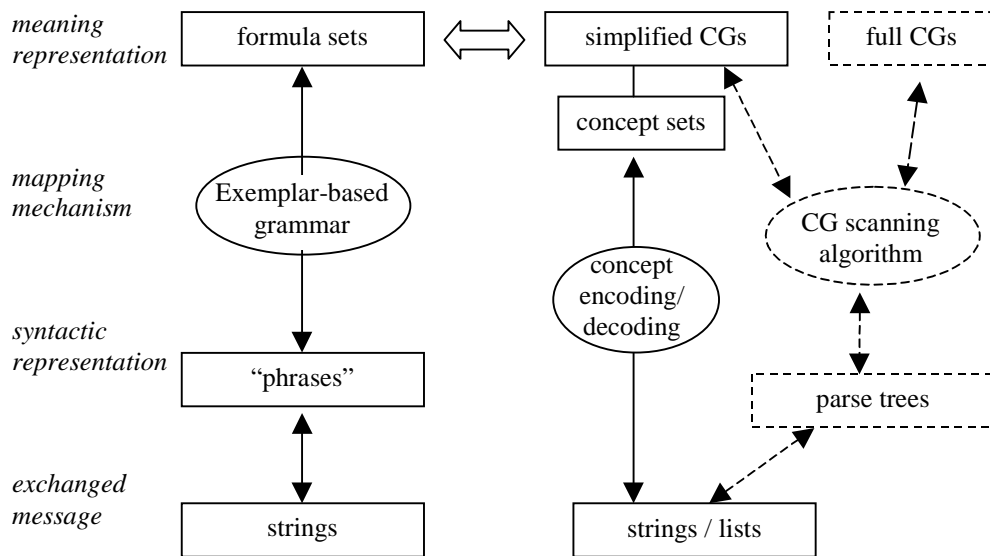 meaning
representation
formula sets
simplified CGs
full CGs
concept sets
mapping
mechanism
Exemplar-based
grammar
CG scanning
algorithm
concept
encoding/
decoding
syntactic
representation
“phrases”
parse trees
exchanged
message
strings
strings / lists